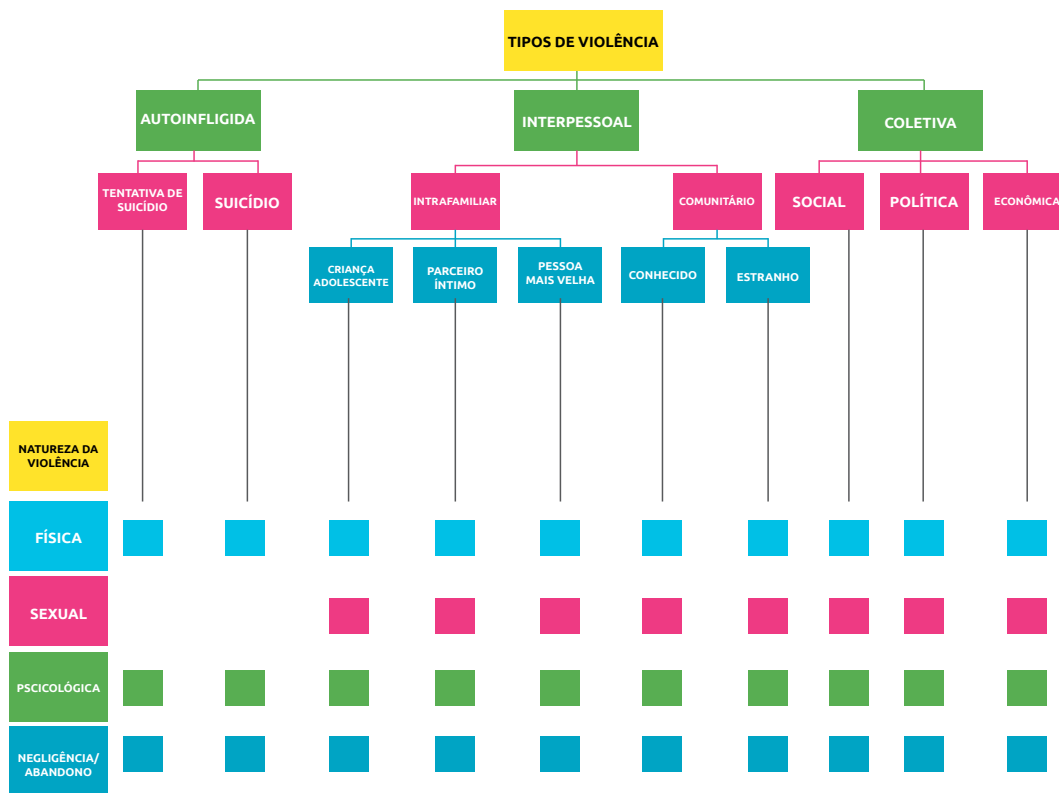 TIPOS DE VIOLÊNCIA
AUTOINFLIGIDA
INTERPESSOAL
COLETIVA
TENTATIVA DE
SUICÍDIO
SUICÍDIO
INTRAFAMILIAR
COMUNITÁRIO
SOCIAL
POLÍTICA
ECONÔMICA
CRIANÇA
ADOLESCENTE
PARCEIRO
ÍNTIMO
PESSOA
MAIS VELHA
CONHECIDO
ESTRANHO
NATUREZA DA
VIOLÊNCIA
FÍSICA
SEXUAL
PSCICOLÓGICA
NEGLIGÊNCIA/
ABANDONO